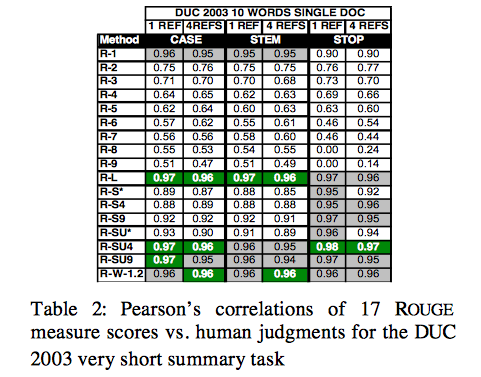 DUC 2003 10 WORDS SINGLE DOC
1 REF 4REFS 1 REF 4 REFS 1 REF 4 REFS
Method CASE STEM STOP
R-1 0.96 0.95 0.95 0.95 0.90 0.90
R-2 0.75 0.76 0.75 0.75 0.76 0.77
R-3 0.71 0.70 0.70 0.68 0.73 0.70
R-4 0.64 0.65 0.62 0.63 0.69 0.66
R-5 0.62 0.64 0.60 0.63 0.63 0.60
R-6 0.57 0.62 0.55 0.61 0.46 0.54
R-7 0.56 0.56 0.58 0.60 0.46 0.44
R-8 0.55 0.53 0.54 0.55 0.00 0.24
R-9 0.51 0.47 0.51 0.49 0.00 0.14
R-L 0.97 0.96 0.97 0.96 0.97 0.96
R-S* 0.89 0.87 0.88 0.85 0.95 0.92
R-S4 0.88 0.89 0.88 0.88 0.95 0.96
R-S9 0.92 0.92 0.92 0.91 0.97 0.95
R-SU* 0.93 0.90 0.91 0.89 0.96 0.94
R-SU4 0.97 0.96 0.96 0.95 0.98 0.97
R-SU9 0.97 0.95 0.96 0.94 0.97 0.95
R-W-1.2 0.96 0.96 0.96 0.96 0.96 0.96
Table 2: Pearson's correlations of 17 ROUGE
measure scores vs. human judgments for the DUC
2003 very short summary task